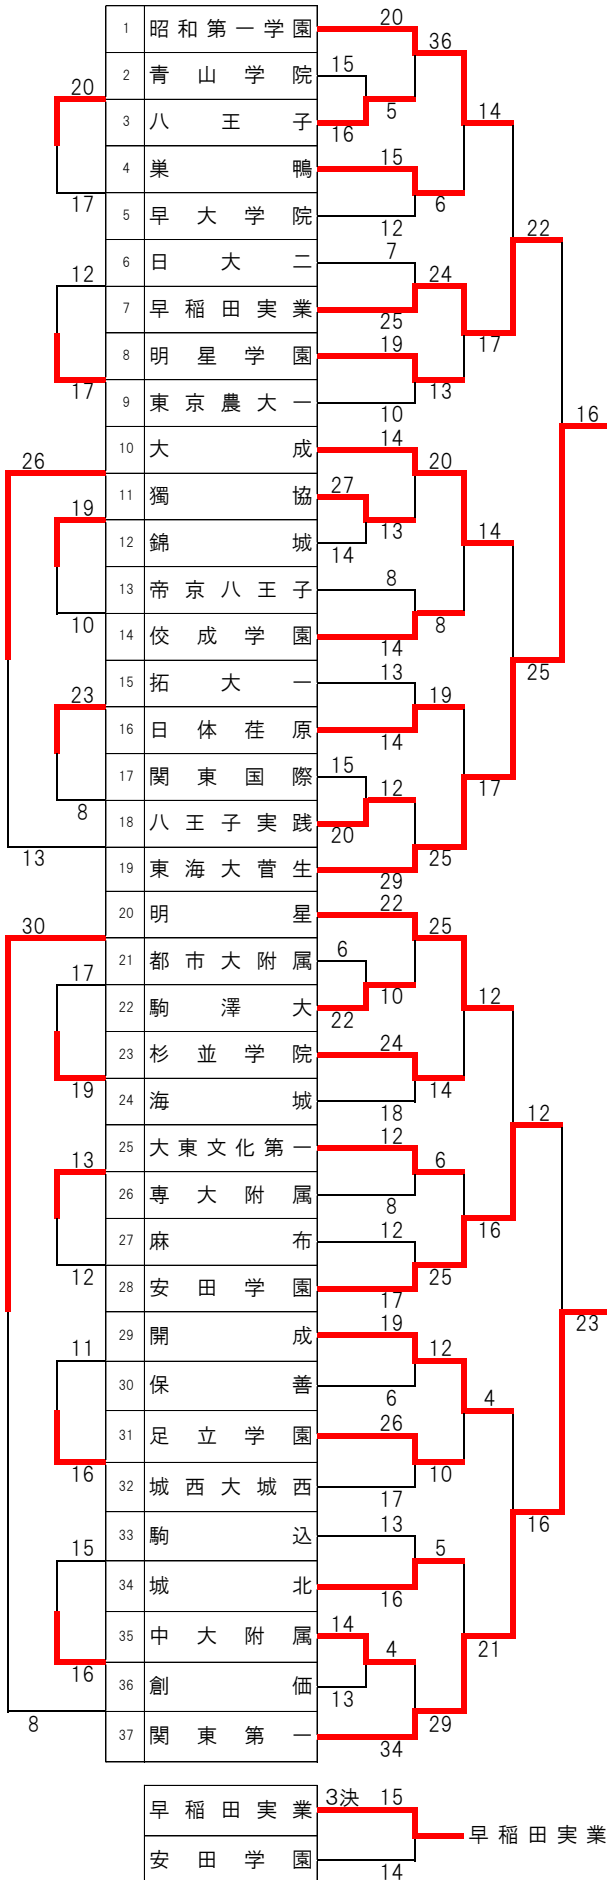 20
1 昭和第一学園
36
15
2 青山学院
20
14
5
3 八王子
16
15
4 巣鴨
17
6
5 早大学院
12
22
7
6 日大二
12
24
7 早稲田実業
25
19
17
8 明星学園
17
13
9 東京農大一
10
16
14
10 大成
26
20
27
11 獨協
19
13
14
12 錦城
14
8
13 帝京八王子
10
8
14 佼成学園
14
13
25
15 拓大一
23
19
16 日体荏原
14
15
17 関東国際
12
17
8
18 八王子実践
20
13
25
19 東海大菅生
29
22
20 明星
30
25
6
21 都市大附属
17
10
12
22 駒澤大
22
24
23 杉並学院
19
14
24 海城
18
12
12
25 大東文化第一
13
6
26 専大附属
8
12
16
27 麻布
12
25
28 安田学園
17
19
23
29 開成
11
12
30 保善
6
4
26
31 足立学園
16
10
32 城西大城西
17
13
16
33 駒込
15
5
34 城北
16
14
35 中大附属
4
21
16
36 創価
13
8
29
37 関東第一
34
3決 15
早稲田実業
早稲田実業
安田学園
14